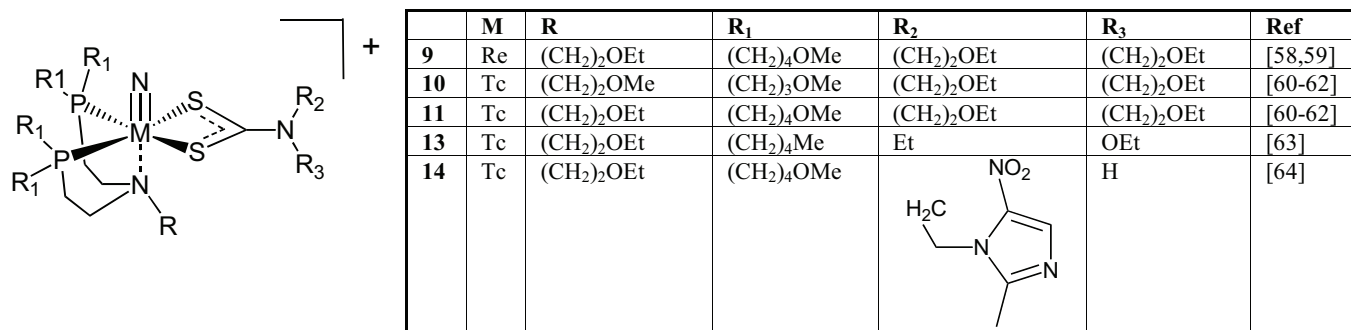 R1
R1
N
P
S
R2
R1
M
N
P
S
R3
R1
N
R
+
M R R1 R2 R3 Ref
9 Re (CH2)2OEt (CH2)4OMe (CH2)2OEt (CH2)2OEt [58,59]
10 Tc (CH2)2OMe (CH2)3OMe (CH2)2OEt (CH2)2OEt [60-62]
11 Tc (CH2)2OEt (CH2)4OMe (CH2)2OEt (CH2)2OEt [60-62]
13 Tc (CH2)2OEt (CH2)4Me Et OEt [63]
14 Tc (CH2)2OEt (CH2)4OMe H [64]
NO2
H2C
N
N